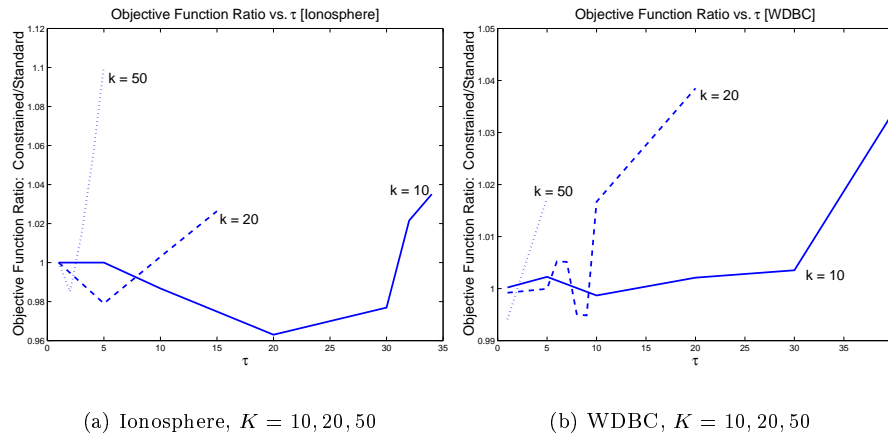 Objective Function Ratio vs. τ [Ionosphere]
Objective Function Ratio: Constrained/Standard
1.12
1.1
1.08
1.06
1.04
1.02
1
0.98
0.96
k = 50
k = 20
k = 10
0 5 10 15 20 25 30 35
τ
(a) Ionosphere, K = 10, 20, 50
Objective Function Ratio vs. τ [WDBC]
Objective Function Ratio: Constrained/Standard
1.05
1.04
1.03
1.02
1.01
1
0.99
k = 20
k = 50
k = 10
0 5 10 15 20 25 30 35
τ
(b) WDBC, K = 10, 20, 50